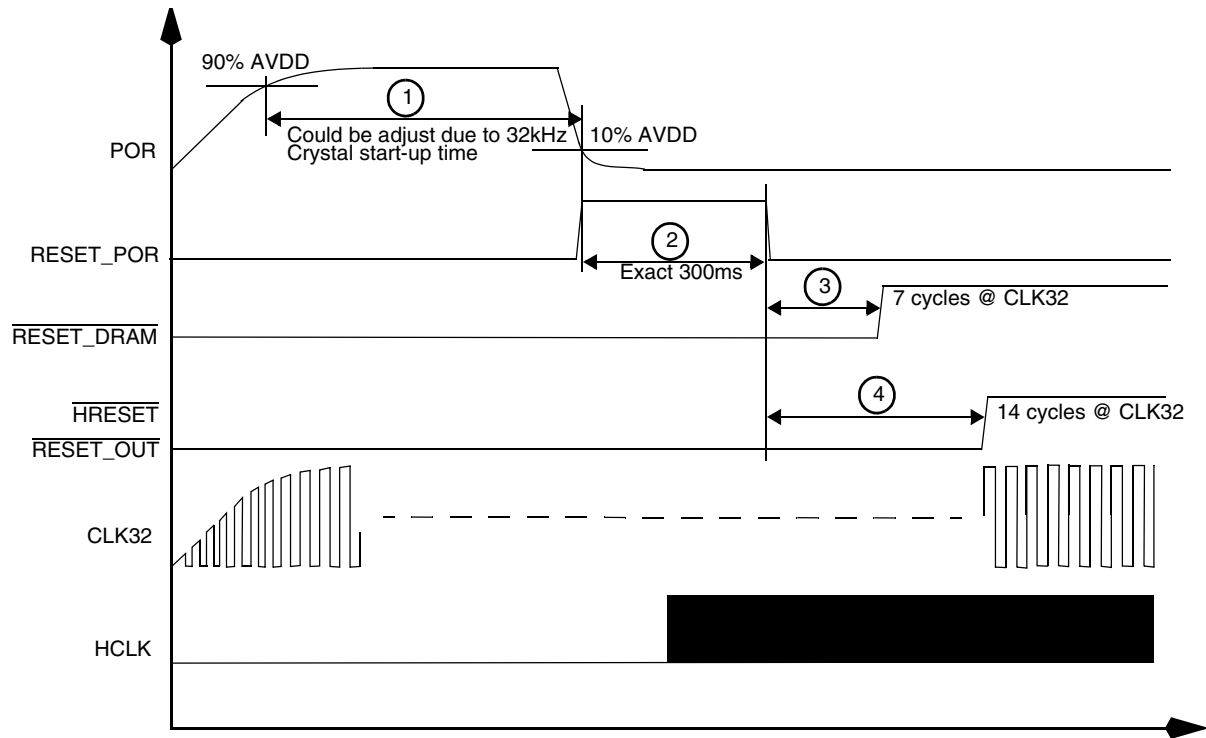 90% AVDD
1
Could be adjust due to 32kHz
Crystal start-up time
10% AVDD
POR
RESET_POR
2
Exact 300ms
3
7 cycles @ CLK32
RESET_DRAM
4
HRESET
14 cycles @ CLK32
RESET_OUT
CLK32
HCLK